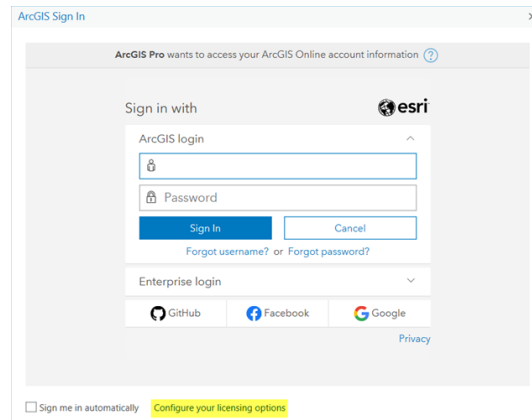 ArcGIS Sign In
ArcGIS Pro wants to access your ArcGIS Online account information ?
Sign in with esri
ArcGIS login
Password
Sign In Cancel
Forgot username? or Forgot password?
Enterprise login
GitHub Facebook Google
Privacy
Sign me in automatically Configure your licensing options